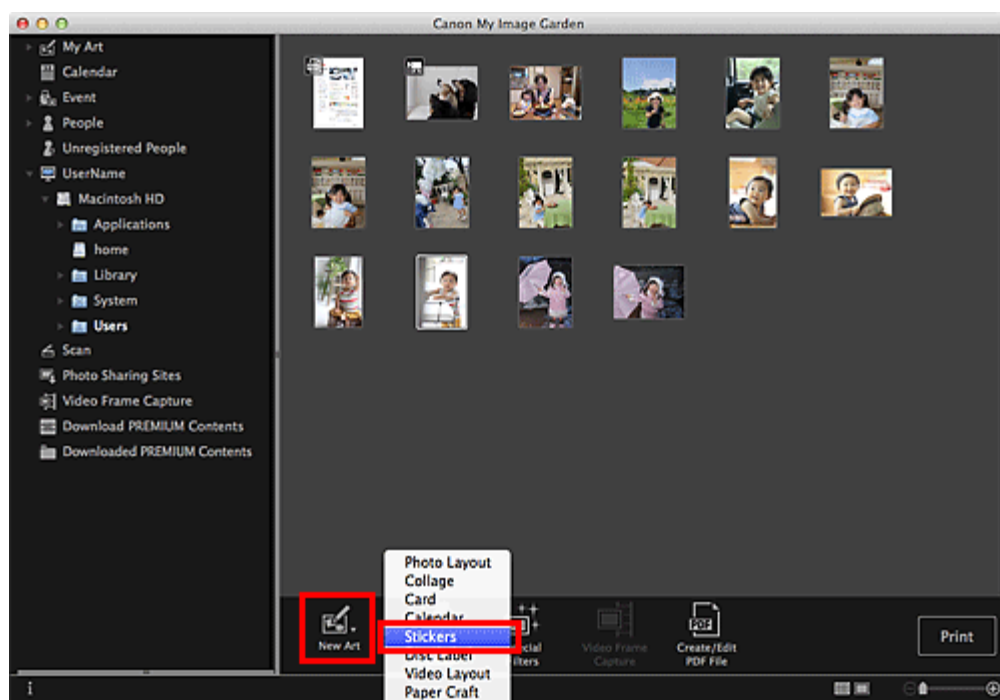 Canon My Image Garden
My Art
Calendar
Event
People
Unregistered People
UserName
Macintosh HD
Applications
home
Library
System
Users
Scan
Photo Sharing Sites
Video Frame Capture
Download PREMIUM Contents
Downloaded PREMIUM Contents
Photo Layout
Collage
Card
Calendar
Stickers
Disc Label
Video Layout
Paper Craft
New Art
Video Frame
Capture
PDF
Create/Edit
PDF File
Print